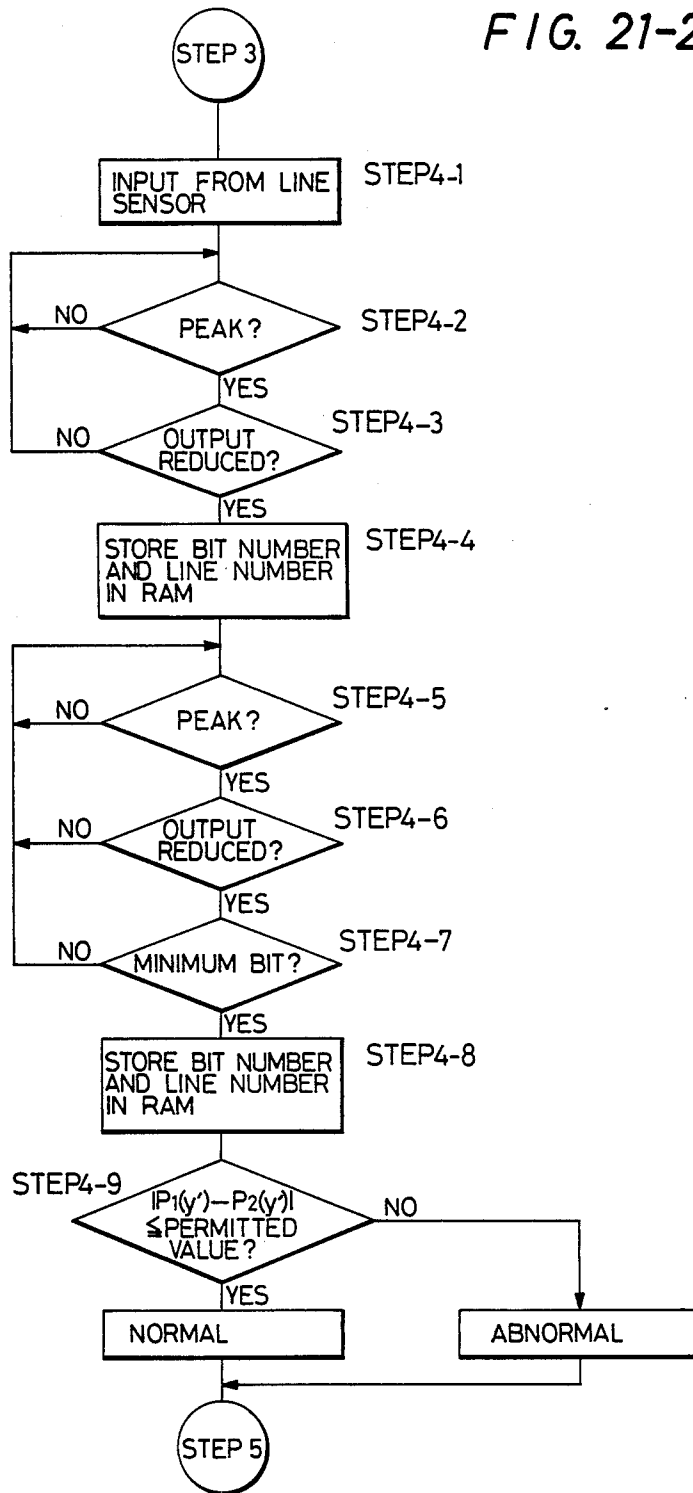 FIG. 21-2
STEP 3
INPUT FROM LINE
SENSOR
STEP4-1
NO
PEAK?
STEP4-2
YES
NO
OUTPUT
REDUCED?
STEP4-3
YES
STORE BIT NUMBER
AND LINE NUMBER
IN RAM
STEP4-4
NO
PEAK?
STEP4-5
YES
NO
OUTPUT
REDUCED?
STEP4-6
YES
NO
MINIMUM BIT?
STEP4-7
YES
STORE BIT NUMBER
AND LINE NUMBER
IN RAM
STEP4-8
STEP4-9
|P1(y′)−P2(y′)|
≦PERMITTED
VALUE?
NO
YES
NORMAL
ABNORMAL
STEP 5